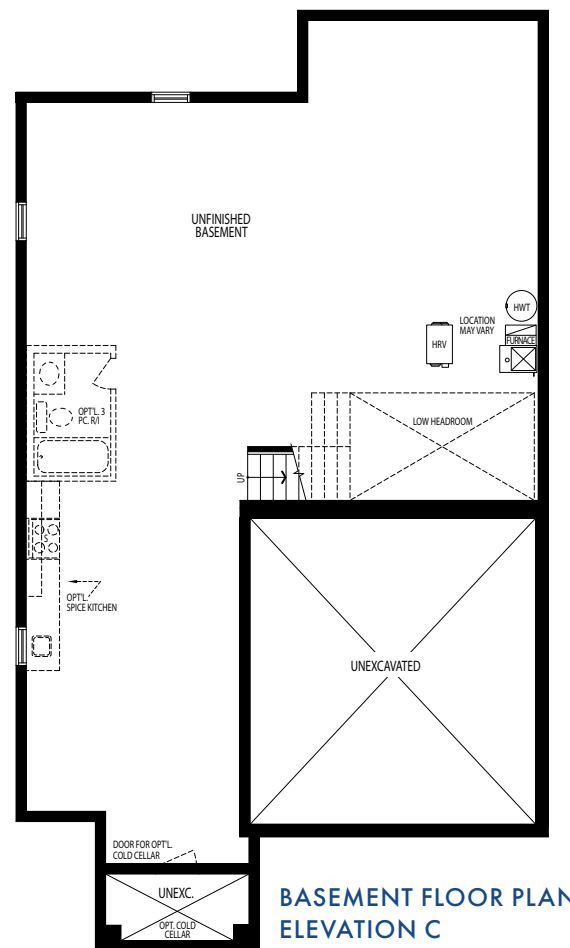 UNFINISHED
BASEMENT
HWT
LOCATION
MAY VARY
HRV
FURNACE
OPT'L. 3
PC. R/I
LOW HEADROOM
UP
S
OPT'L.
SPICE KITCHEN
UNEXCAVATED
DOOR FOR OPT'L.
COLD CELLAR
UNEXC.
OPT. COLD
CELLAR
BASEMENT FLOOR PLAN
ELEVATION C